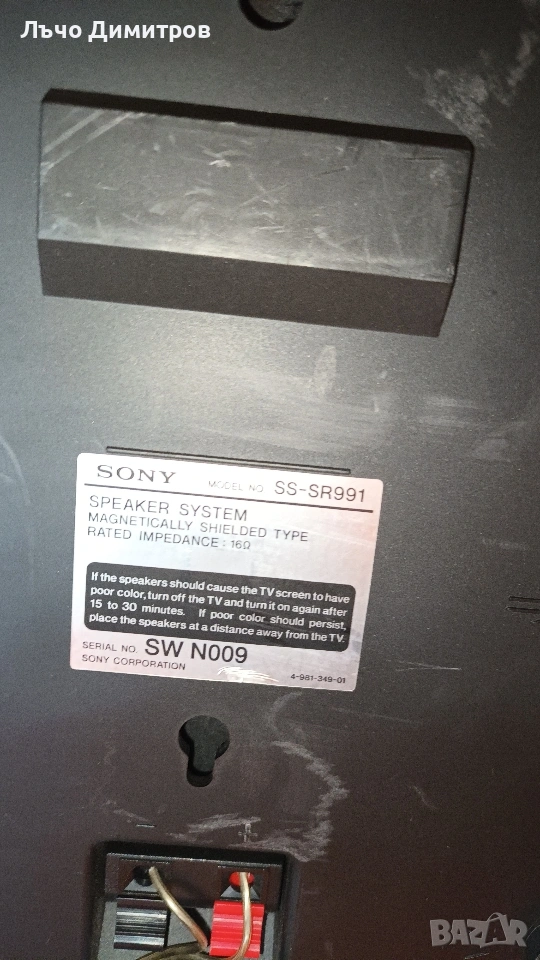 Лъчо Димитров
SONY MODEL NO. SS-SR991
SPEAKER SYSTEM
MAGNETICALLY SHIELDED TYPE
RATED IMPEDANCE : 16Ω
If the speakers should cause the TV screen to have
poor color, turn off the TV and turn it on again after
15 to 30 minutes. If poor color should persist,
place the speakers at a distance away from the TV.
SERIAL NO. SW N009
SONY CORPORATION 4-981-349-01
− +
BAZAR